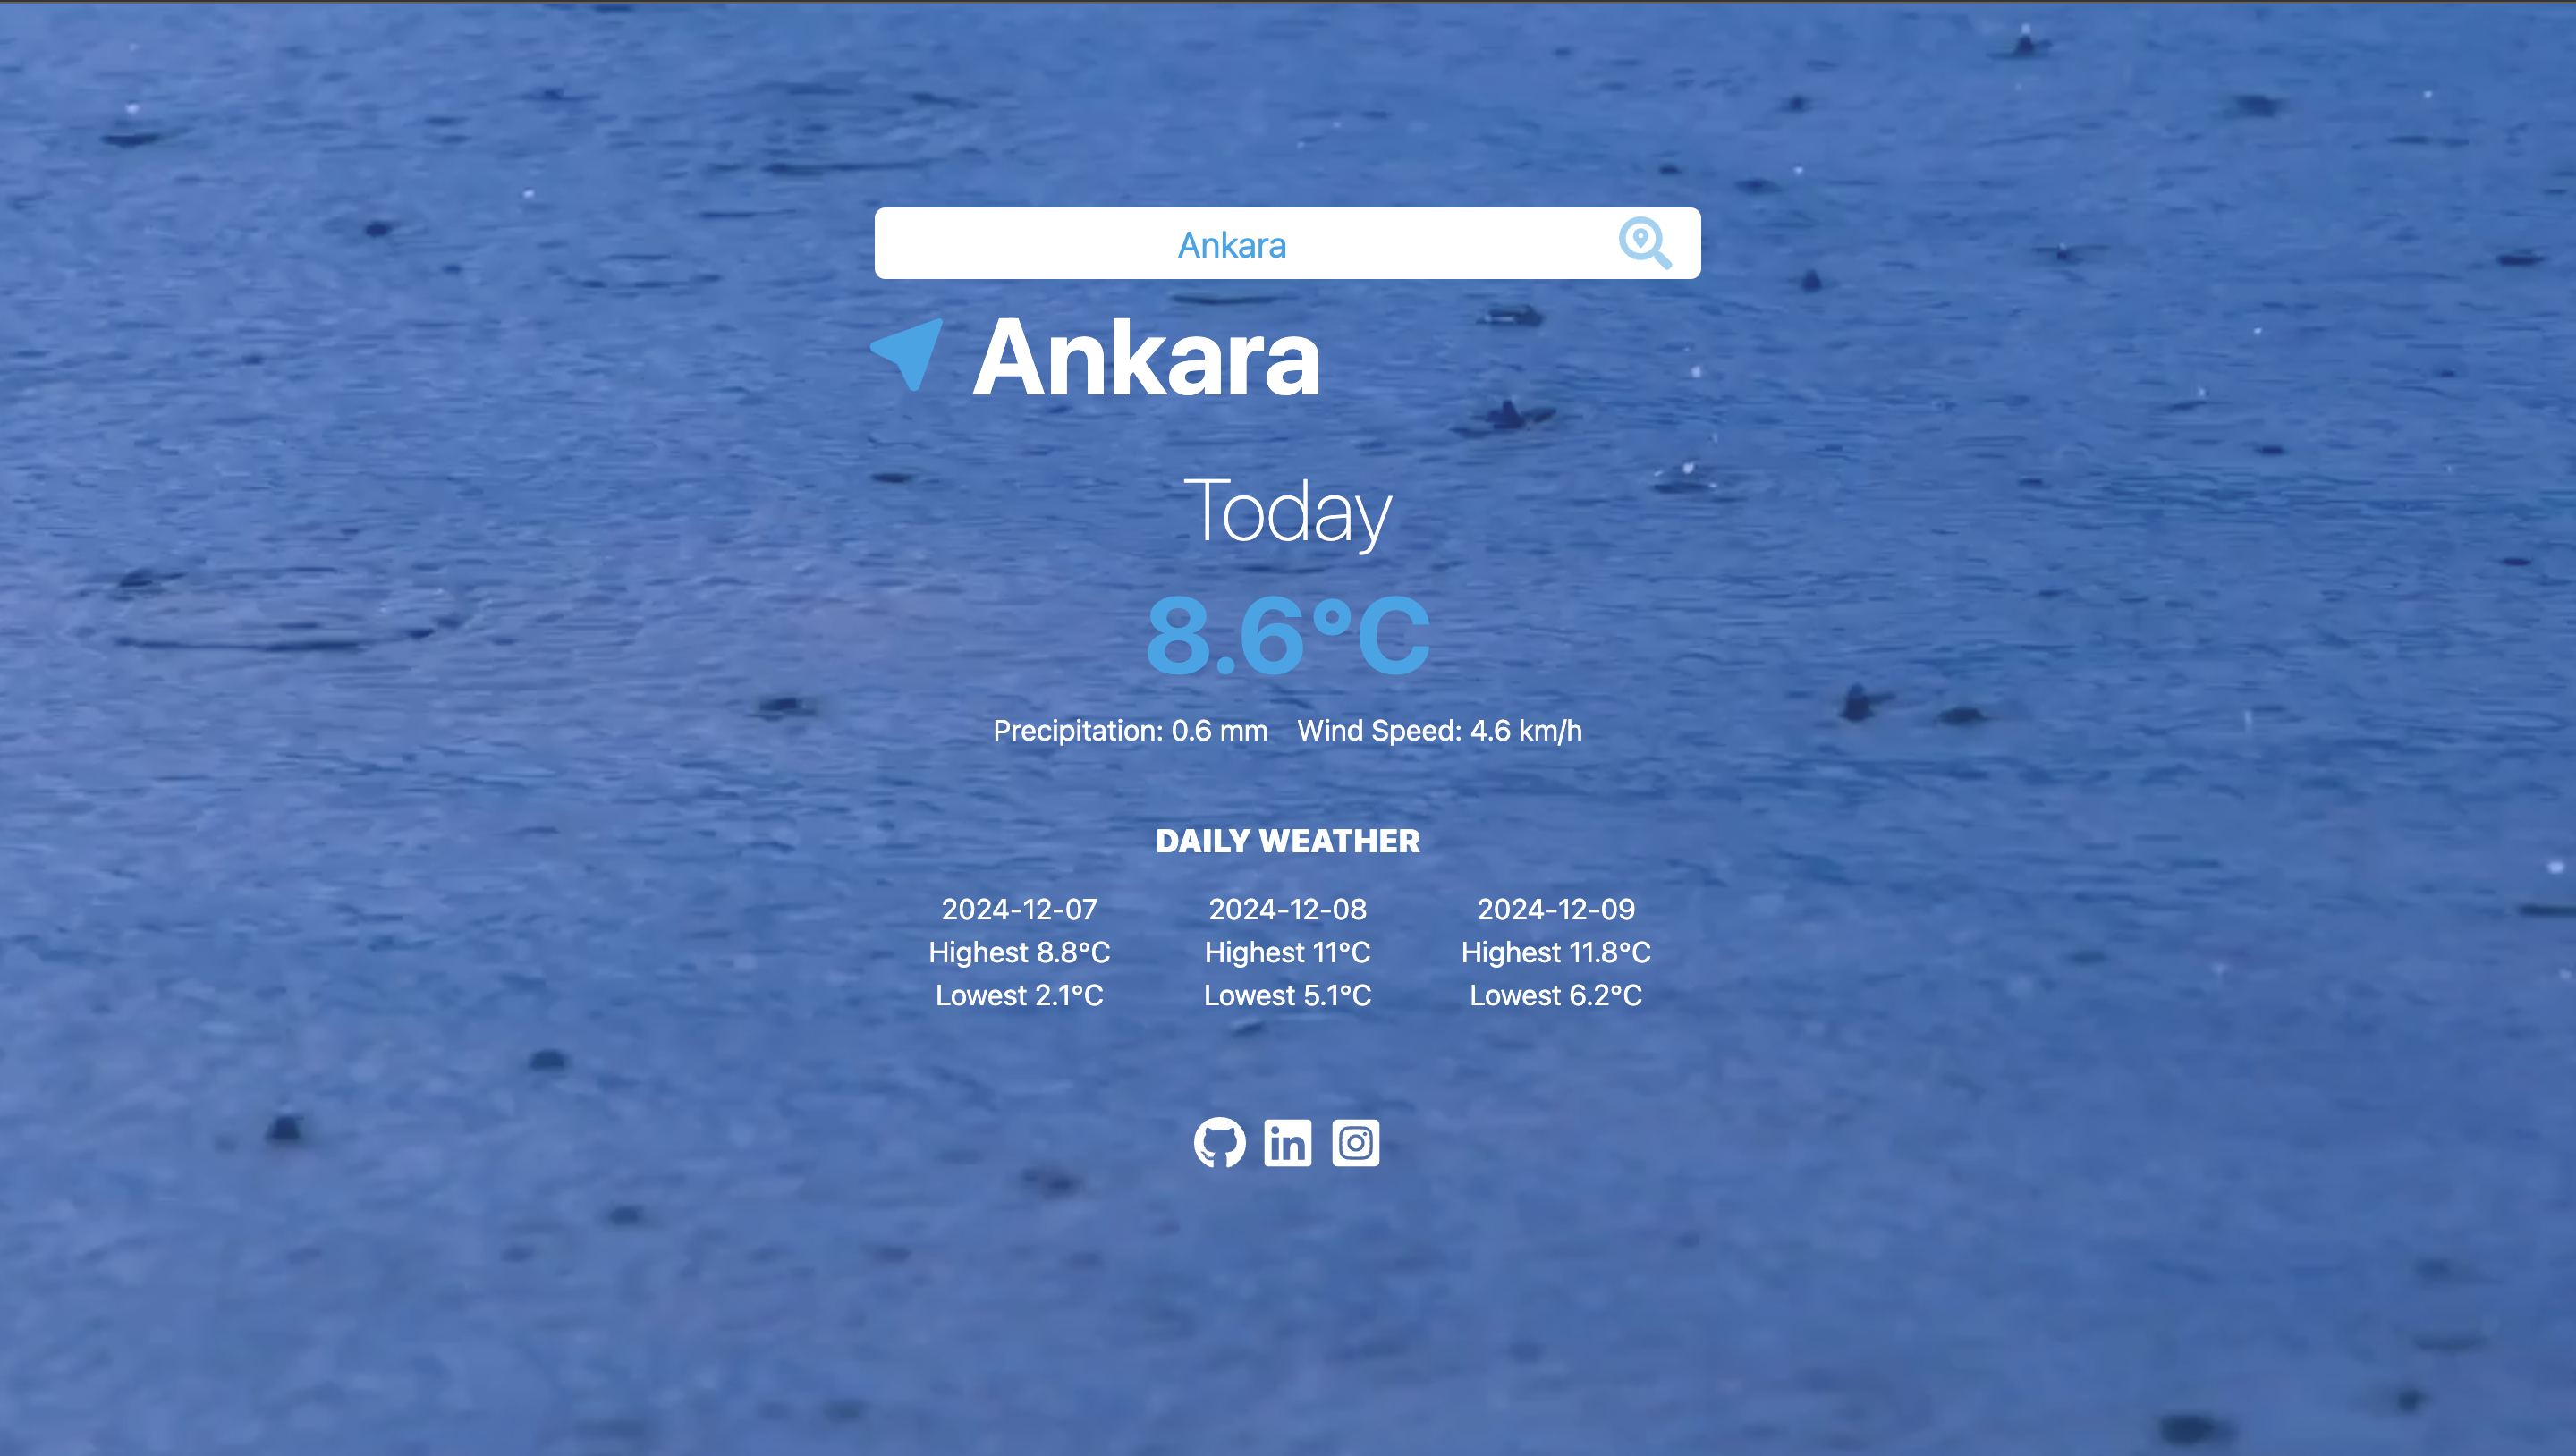 Ankara
Ankara
Today
8.6°C
Precipitation: 0.6 mm Wind Speed: 4.6 km/h
DAILY WEATHER
2024-12-07
Highest 8.8°C
Lowest 2.1°C
2024-12-08
Highest 11°C
Lowest 5.1°C
2024-12-09
Highest 11.8°C
Lowest 6.2°C
in